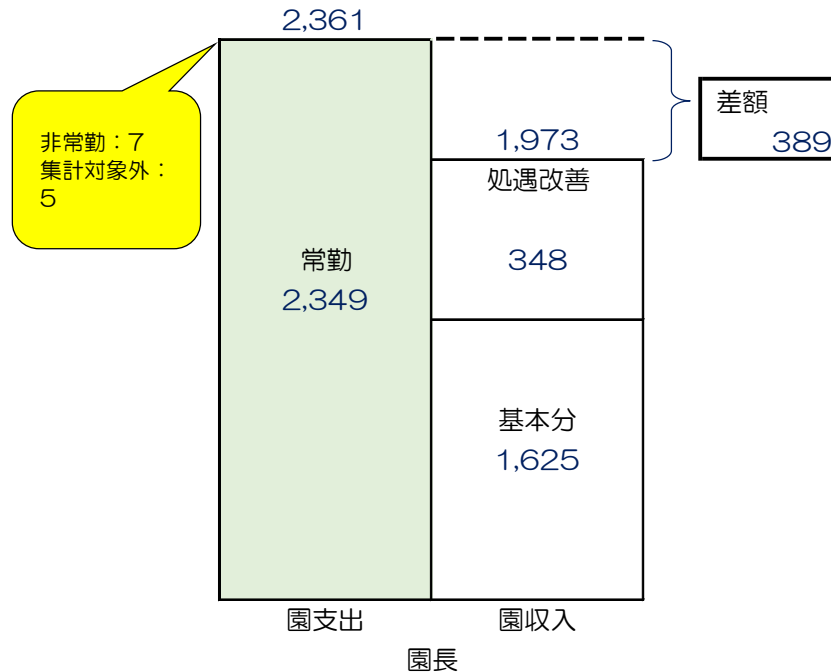 2,361
非常勤：7
集計対象外：
5
差額
389
1,973
処遇改善
348
常勤
2,349
基本分
1,625
園支出
園収入
園長